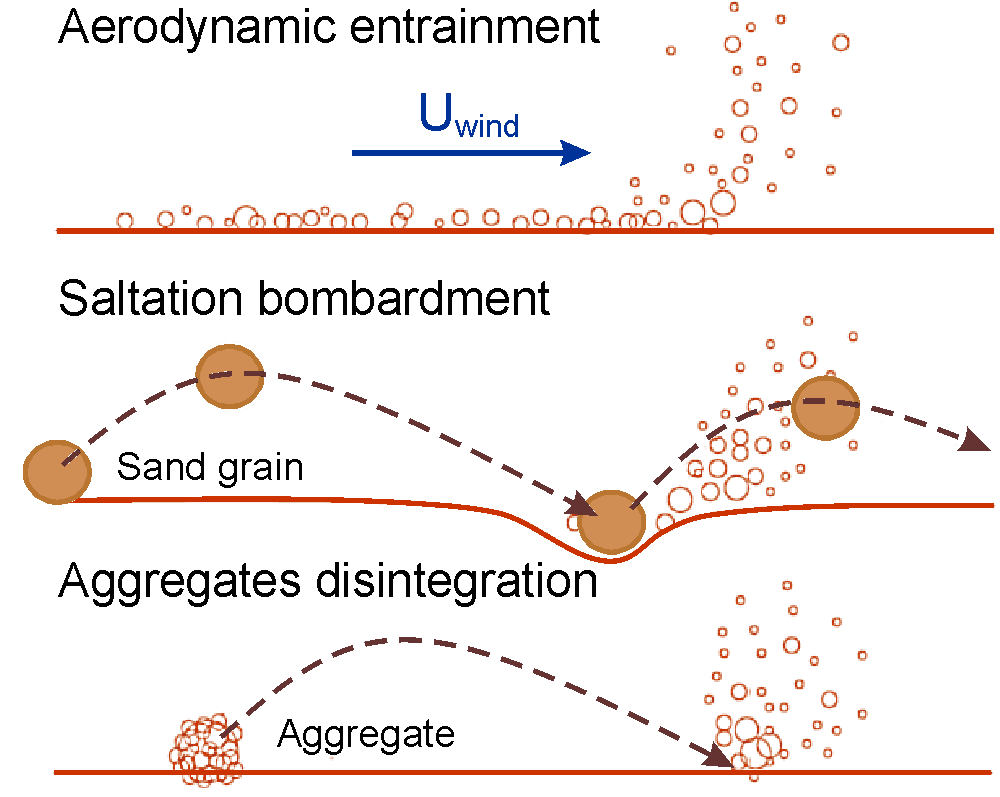 Aerodynamic entrainment
Uwind
Saltation bombardment
Sand grain
Aggregates disintegration
Aggregate